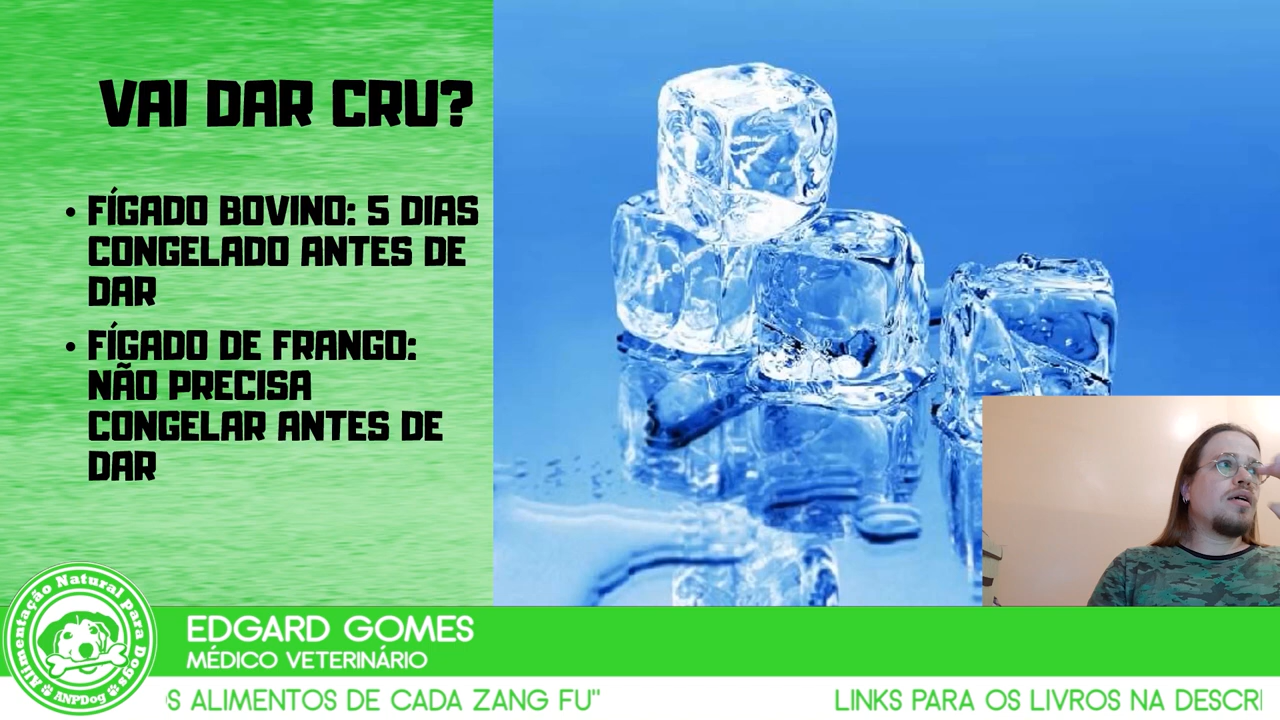 VAI DAR CRU?
• FÍGADO BOVINO: 5 DIAS
CONGELADO ANTES DE
DAR
• FÍGADO DE FRANGO:
NÃO PRECISA
CONGELAR ANTES DE
DAR
Alimentação Natural para Dogs
ANPDog
EDGARD GOMES
MÉDICO VETERINÁRIO
OS ALIMENTOS DE CADA ZANG FU" LINKS PARA OS LIVROS NA DESCRI